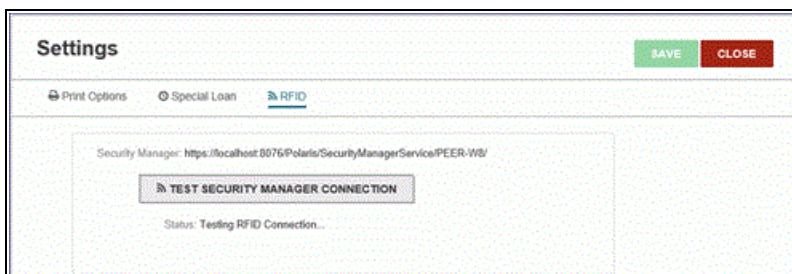 Settings
SAVE CLOSE
Print Options Special Loan RFID
Security Manager: https://localhost:8076/Polaris/SecurityManagerService/PEER-W8/
TEST SECURITY MANAGER CONNECTION
Status: Testing RFID Connection...